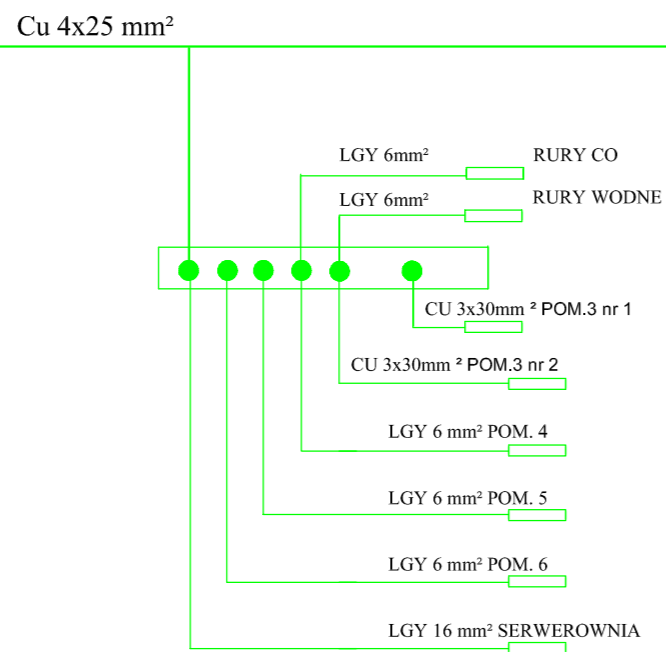 Cu 4x25 mm²
LGY 6mm² RURY CO
LGY 6mm² RURY WODNE
CU 3x30mm ² POM.3 nr 1
CU 3x30mm ² POM.3 nr 2
LGY 6 mm² POM. 4
LGY 6 mm² POM. 5
LGY 6 mm² POM. 6
LGY 16 mm² SERWEROWNIA